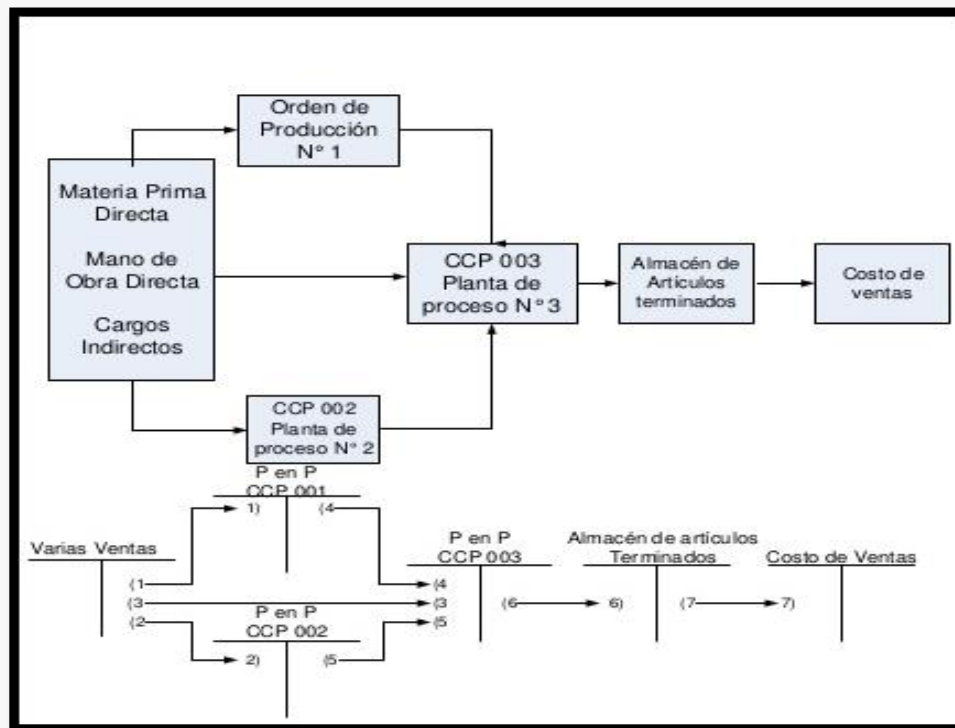 Orden de
Producción
N° 1
Materia Prima
Directa
Mano de
Obra Directa
Cargos
Indirectos
CCP 003
Planta de
proceso N° 3
Almacén de
Artículos
terminados
Costo de
ventas
CCP 002
Planta de
proceso N° 2
P en P
CCP 001
1) (4
Varias Ventas
(1
(3
(2
P en P
CCP 002
2) (5
P en P
CCP 003
(4
(3
(5
(6
Almacén de articulos
Terminados
6) (7
Costo de Ventas
7)